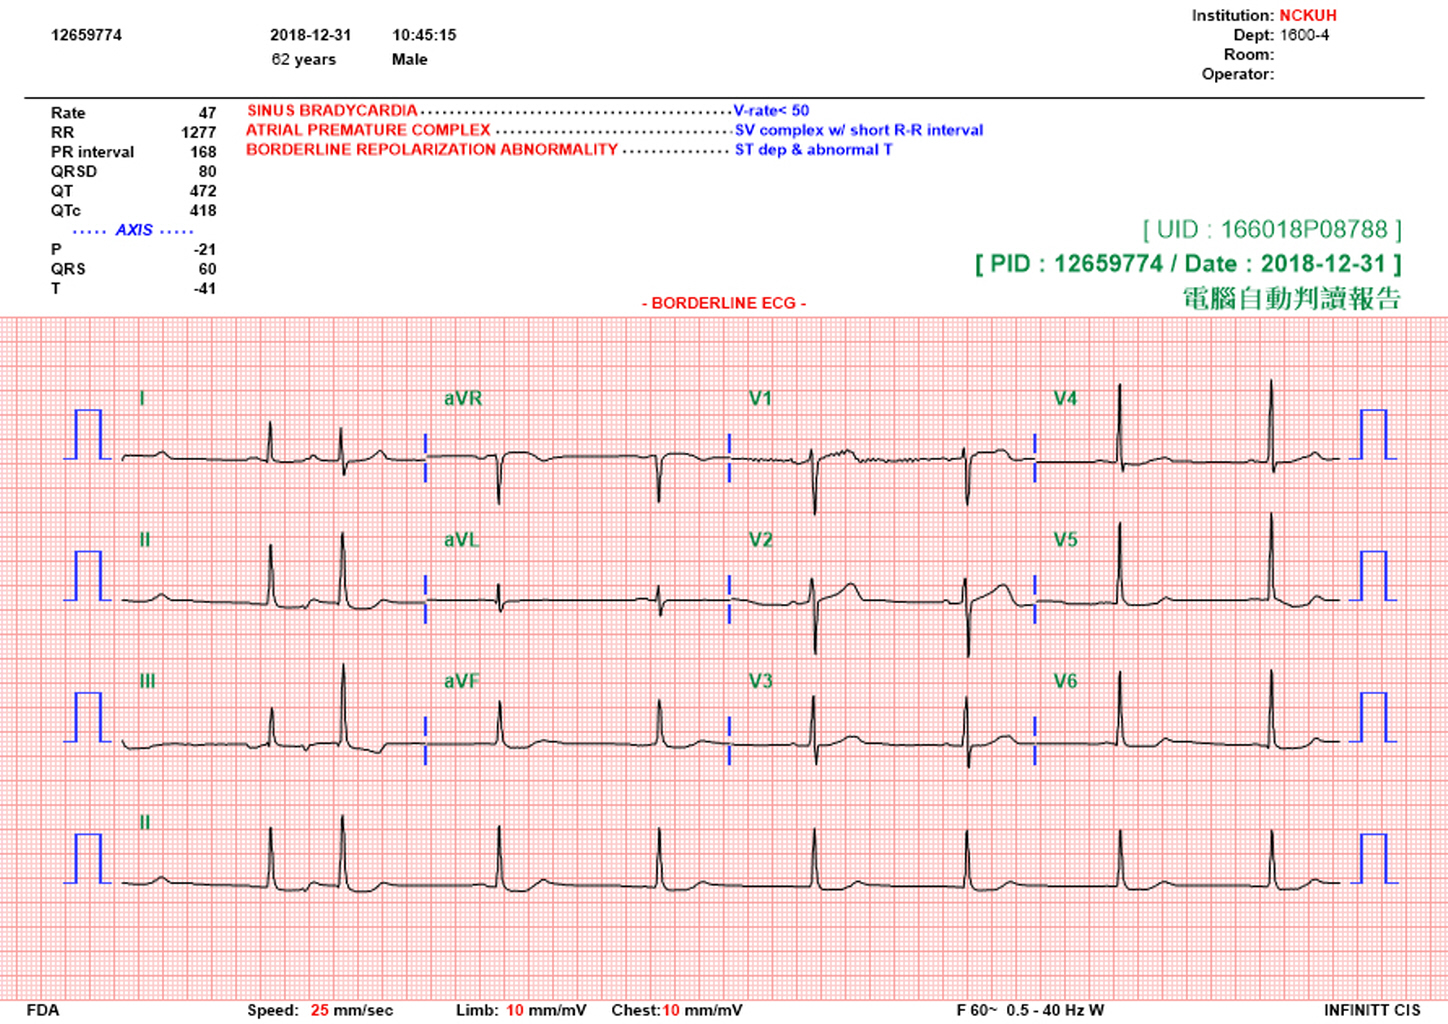 Institution: NCKUH
12659774 2018-12-31 10:45:15 Dept: 1600-4
62 years Male Room:
Operator:
Rate 47 SINUS BRADYCARDIA V-rate< 50
RR 1277 ATRIAL PREMATURE COMPLEX SV complex w/ short R-R interval
PR interval 168 BORDERLINE REPOLARIZATION ABNORMALITY ST dep & abnormal T
QRSD 80
QT 472
QTc 418
····· AXIS ·····
P -21
QRS 60
T -41
[ UID : 166018P08788 ]
[ PID : 12659774 / Date : 2018-12-31 ]
電腦自動判讀報告
- BORDERLINE ECG -
I aVR V1 V4
II aVL V2 V5
III aVF V3 V6
II
FDA Speed: 25 mm/sec Limb: 10 mm/mV Chest:10 mm/mV F 60~ 0.5 - 40 Hz W INFINITT CIS